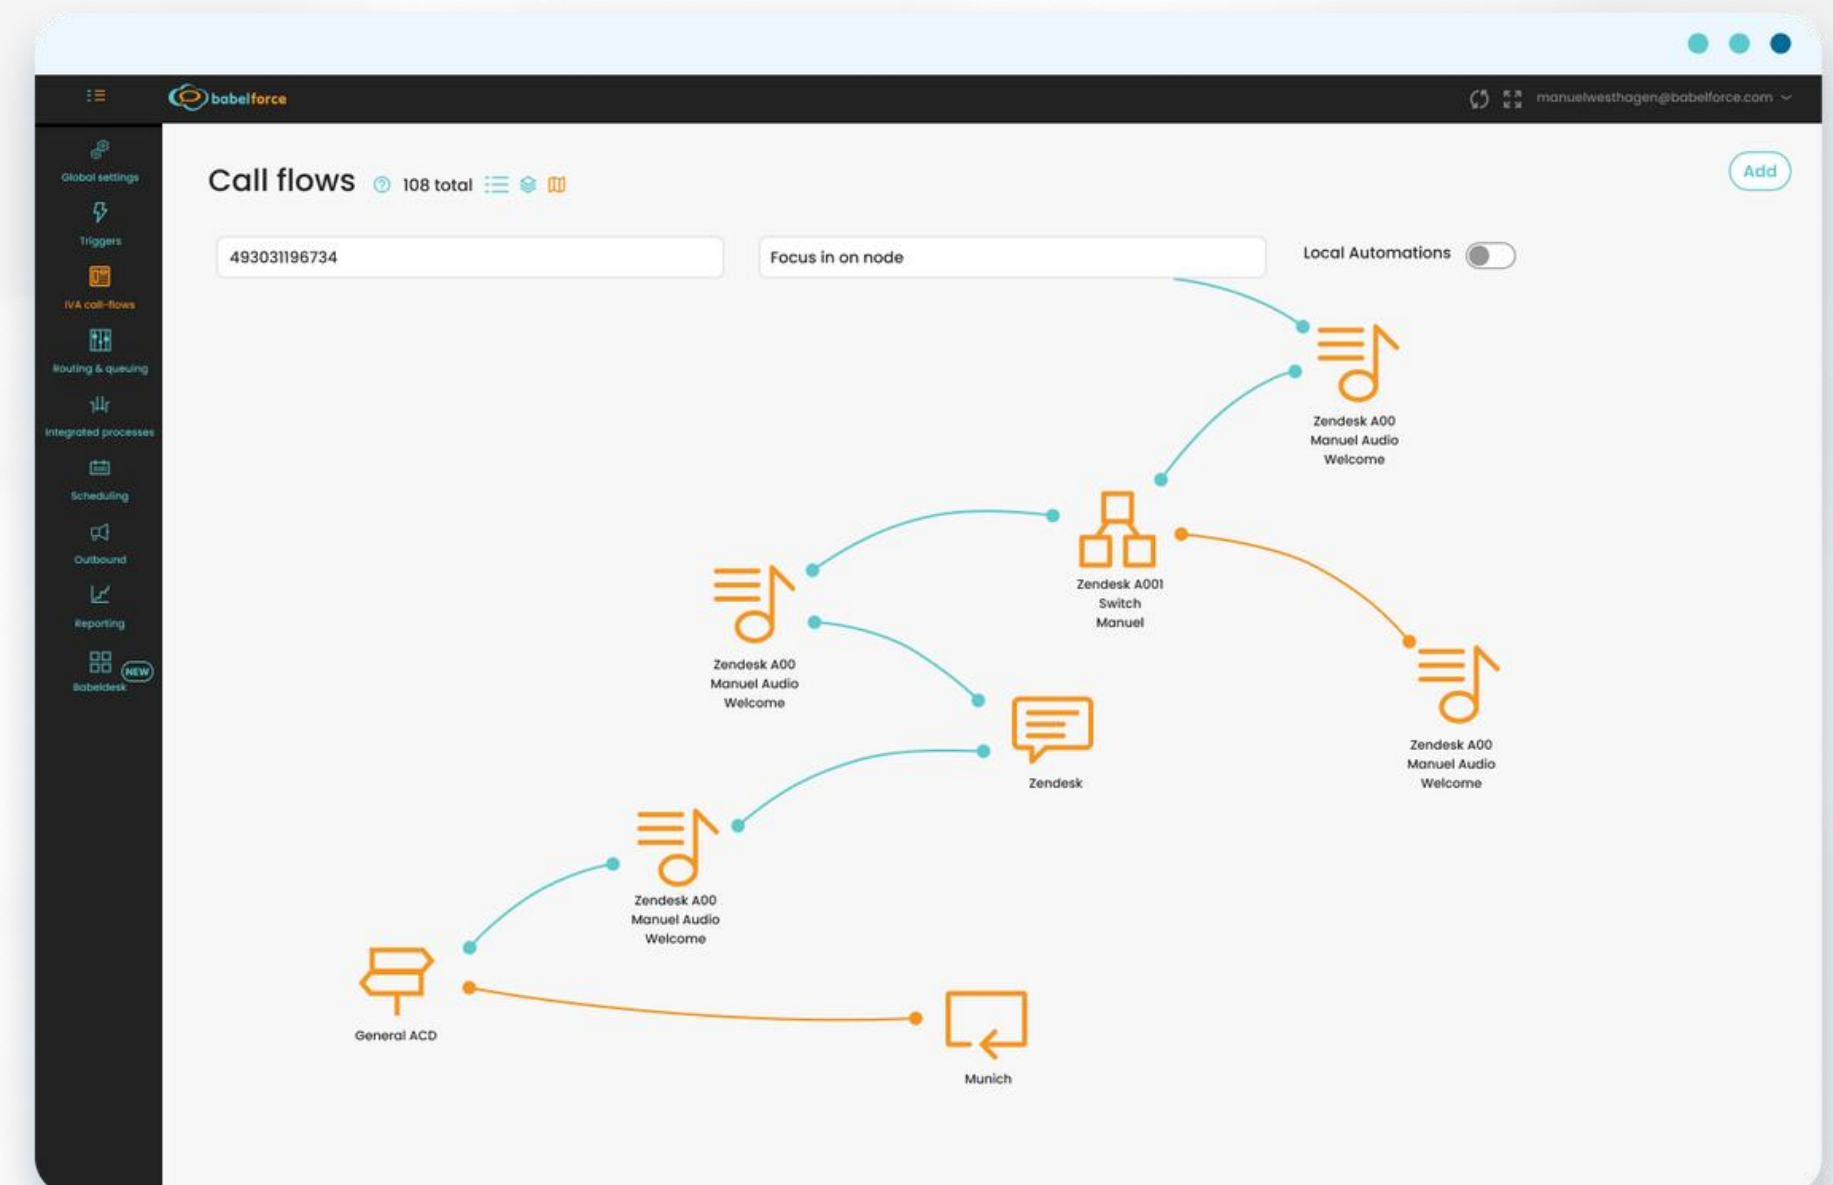 babelforce
manuelwesthagen@babelforce.com
Global settings
Triggers
IVA call-flows
Routing & queuing
Integrated processes
Scheduling
Outbound
Reporting
NEW
Babeldesk
Call flows
108 total
Add
493031196734
Focus in on node
Local Automations
Zendesk A00
Manuel Audio
Welcome
Zendesk A001
Switch
Manuel
Zendesk A00
Manuel Audio
Welcome
Zendesk A00
Manuel Audio
Welcome
Zendesk
Zendesk A00
Manuel Audio
Welcome
General ACD
Munich